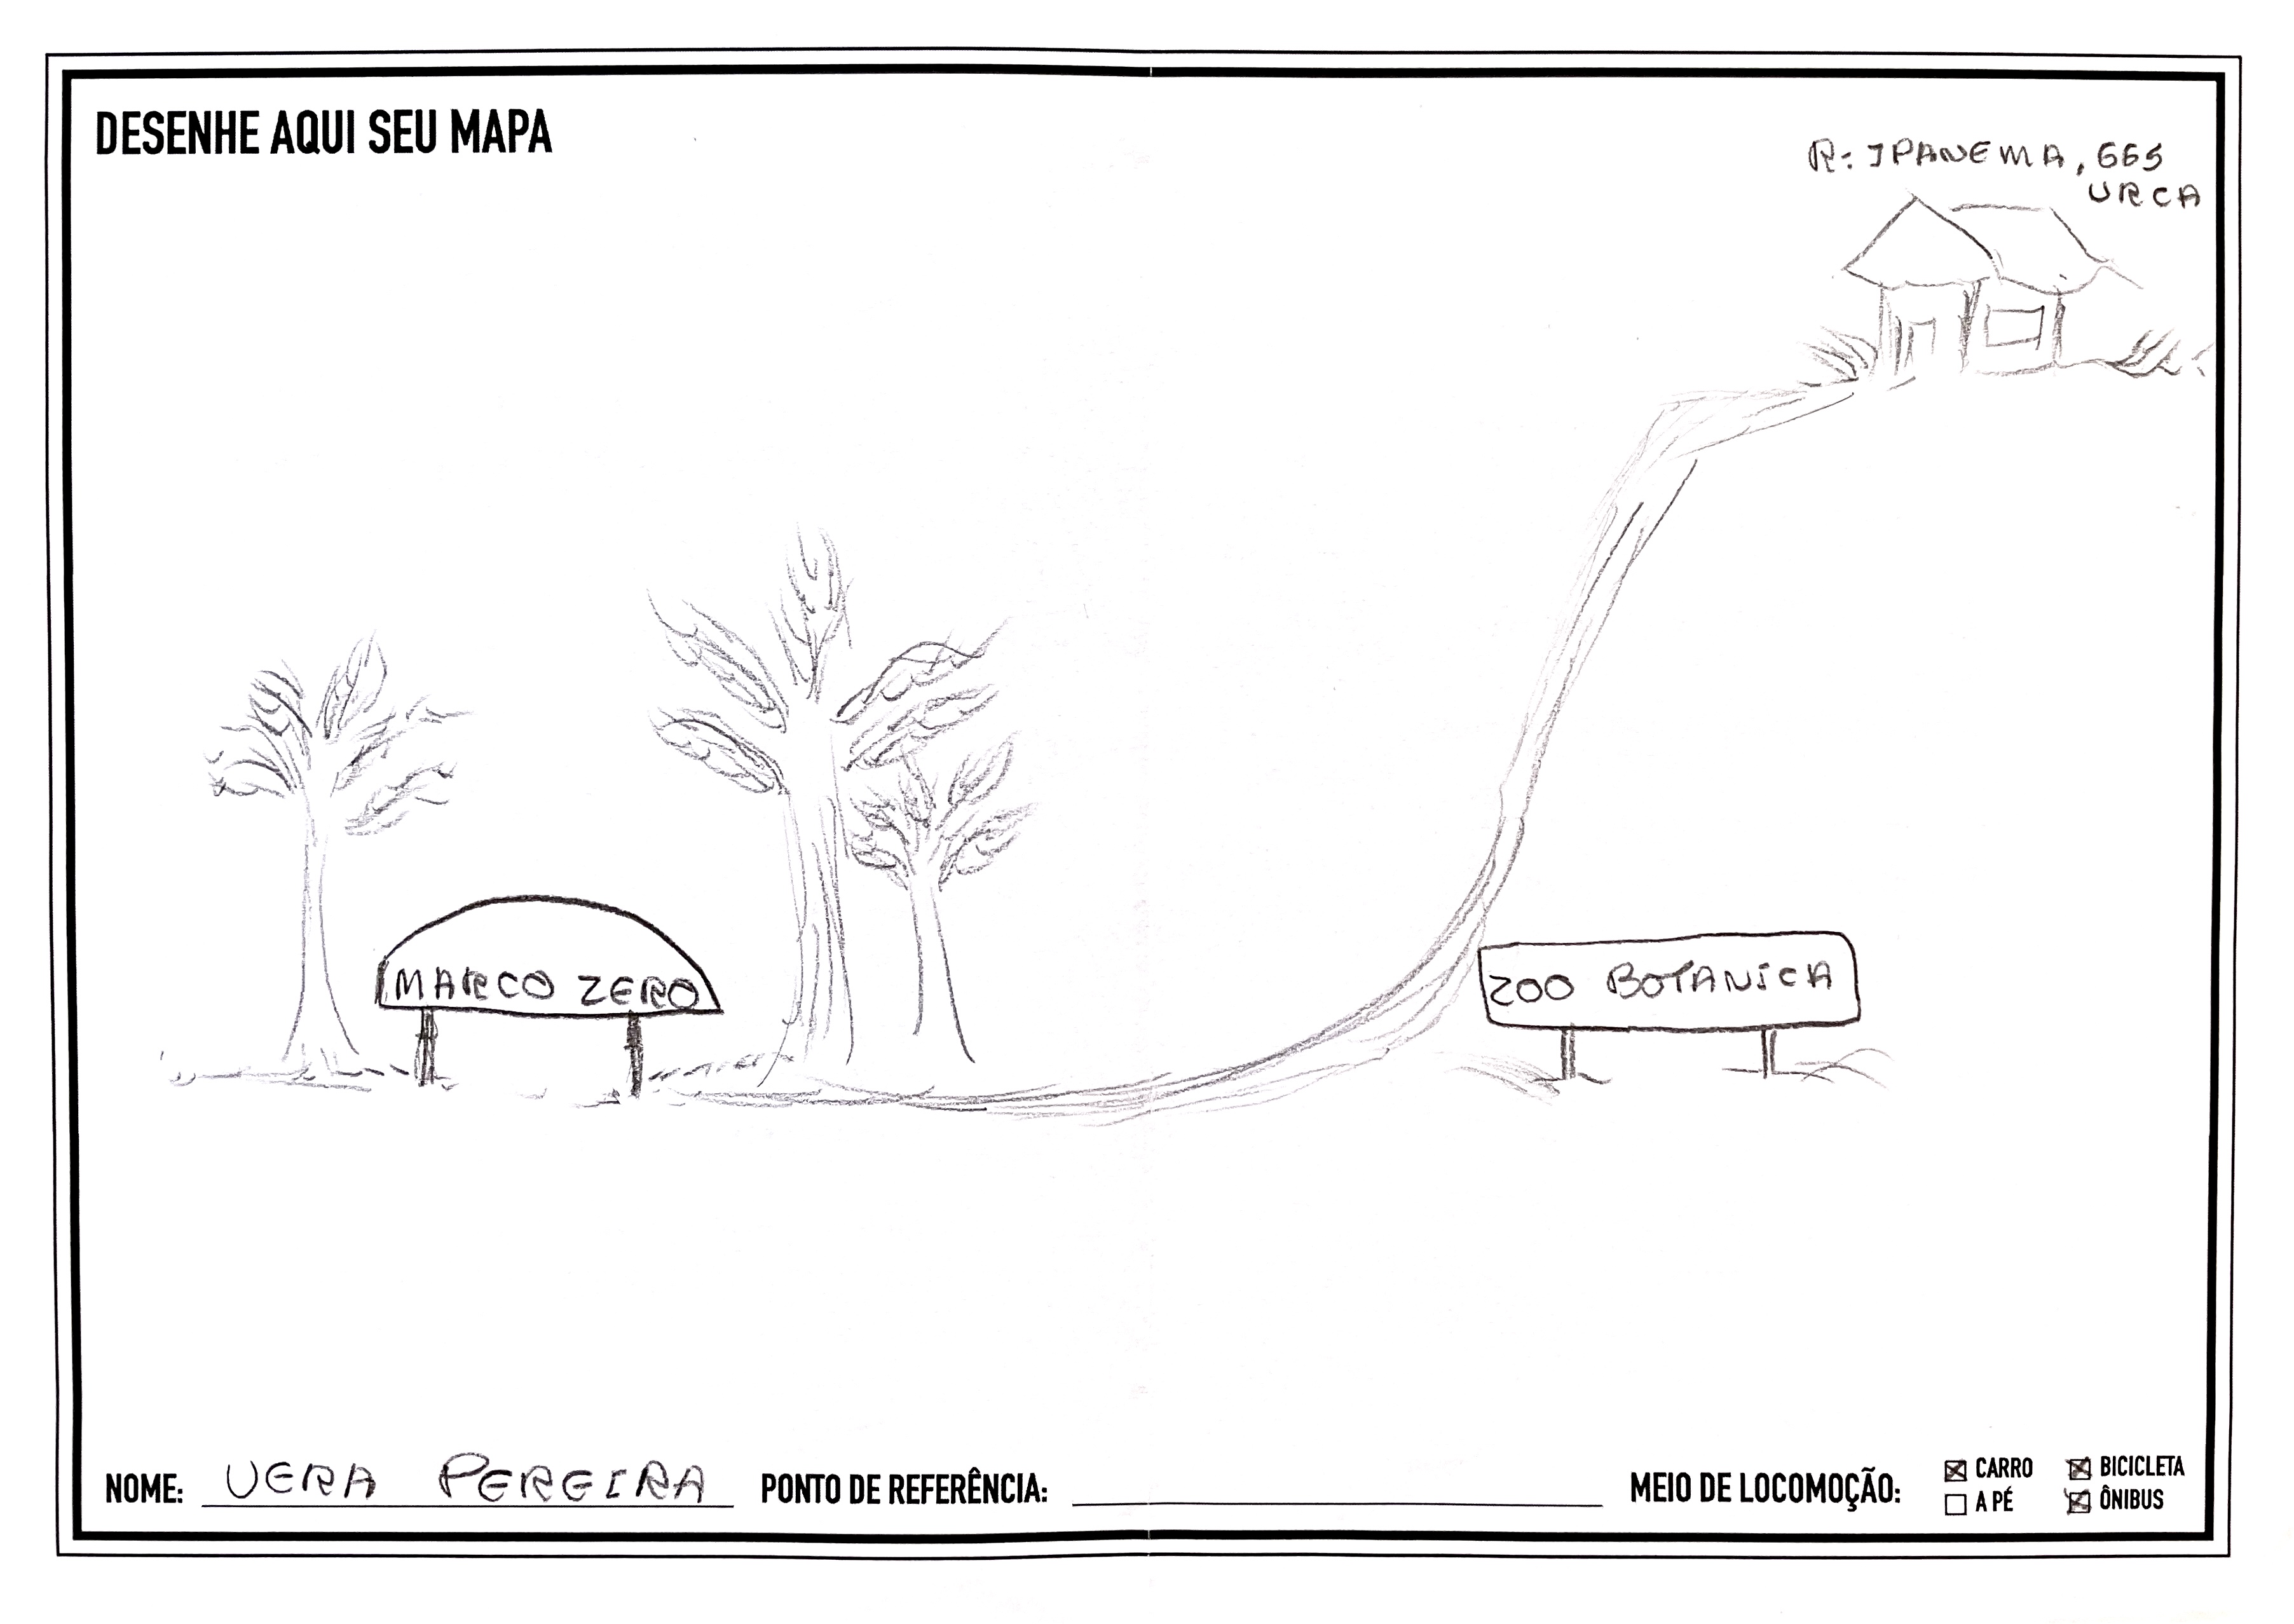 DESENHE AQUI SEU MAPA
R: IPANEMA, 665
URCA
MARCO ZERO
ZOO BOTANICA
NOME: VERA PEREIRA PONTO DE REFERÊNCIA: MEIO DE LOCOMOÇÃO:
CARRO BICICLETA
A PÉ ÔNIBUS